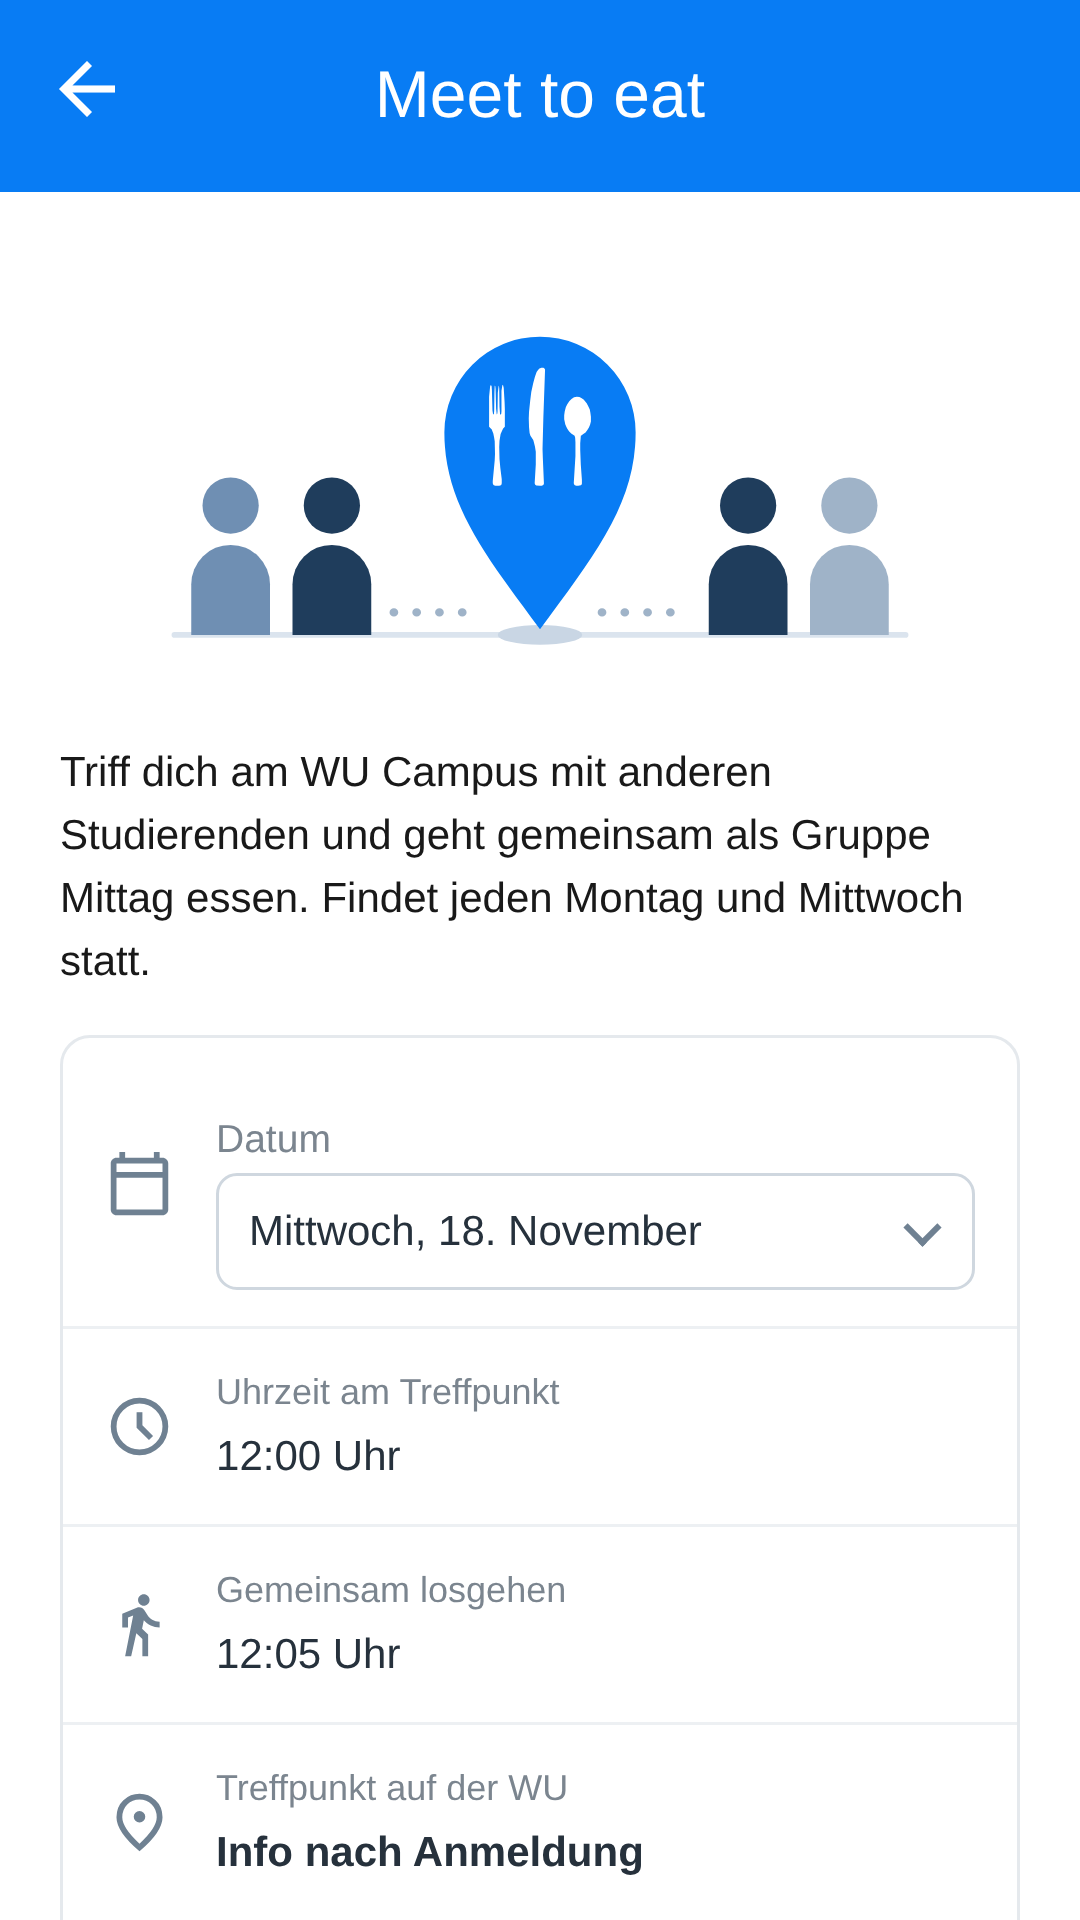 Meet to eat
Triff dich am WU Campus mit anderen
Studierenden und geht gemeinsam als Gruppe
Mittag essen. Findet jeden Montag und Mittwoch
statt.
Datum
Mittwoch, 18. November
Uhrzeit am Treffpunkt
12:00 Uhr
Gemeinsam losgehen
12:05 Uhr
Treffpunkt auf der WU
Info nach Anmeldung